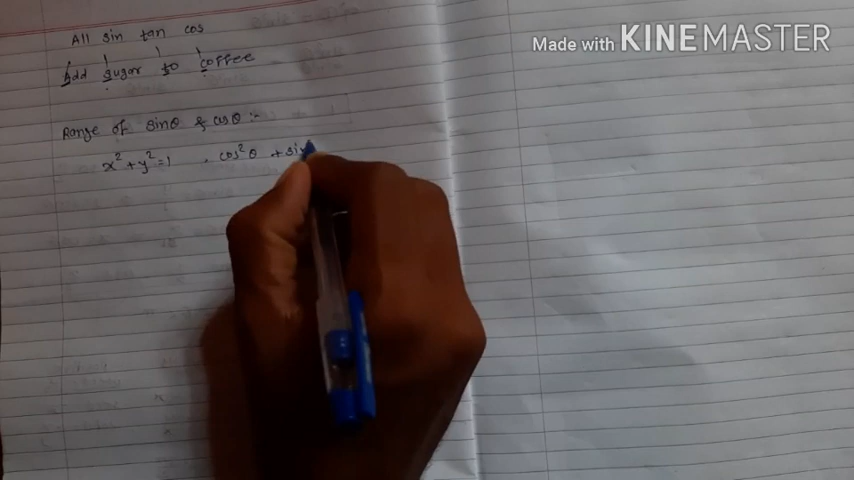 All sin tan cos
Made with KINEMASTER
Add sugar to coffee
Range of sinθ & cosθ :-
x² + y² = 1 , cos²θ + sin